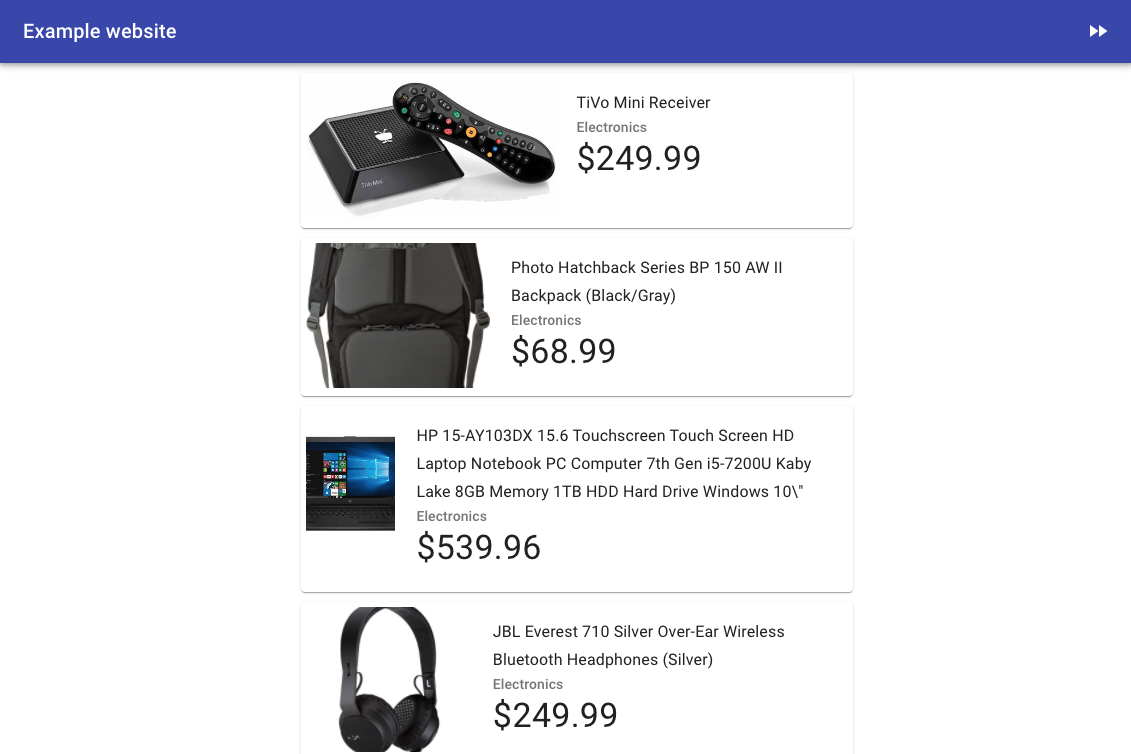 Example website
TiVo Mini Receiver
Electronics
$249.99
TiVo Mini
Photo Hatchback Series BP 150 AW II
Backpack (Black/Gray)
Electronics
$68.99
HP 15-AY103DX 15.6 Touchscreen Touch Screen HD
Laptop Notebook PC Computer 7th Gen i5-7200U Kaby
Lake 8GB Memory 1TB HDD Hard Drive Windows 10\"
Electronics
$539.96
JBL Everest 710 Silver Over-Ear Wireless
Bluetooth Headphones (Silver)
Electronics
$249.99
L